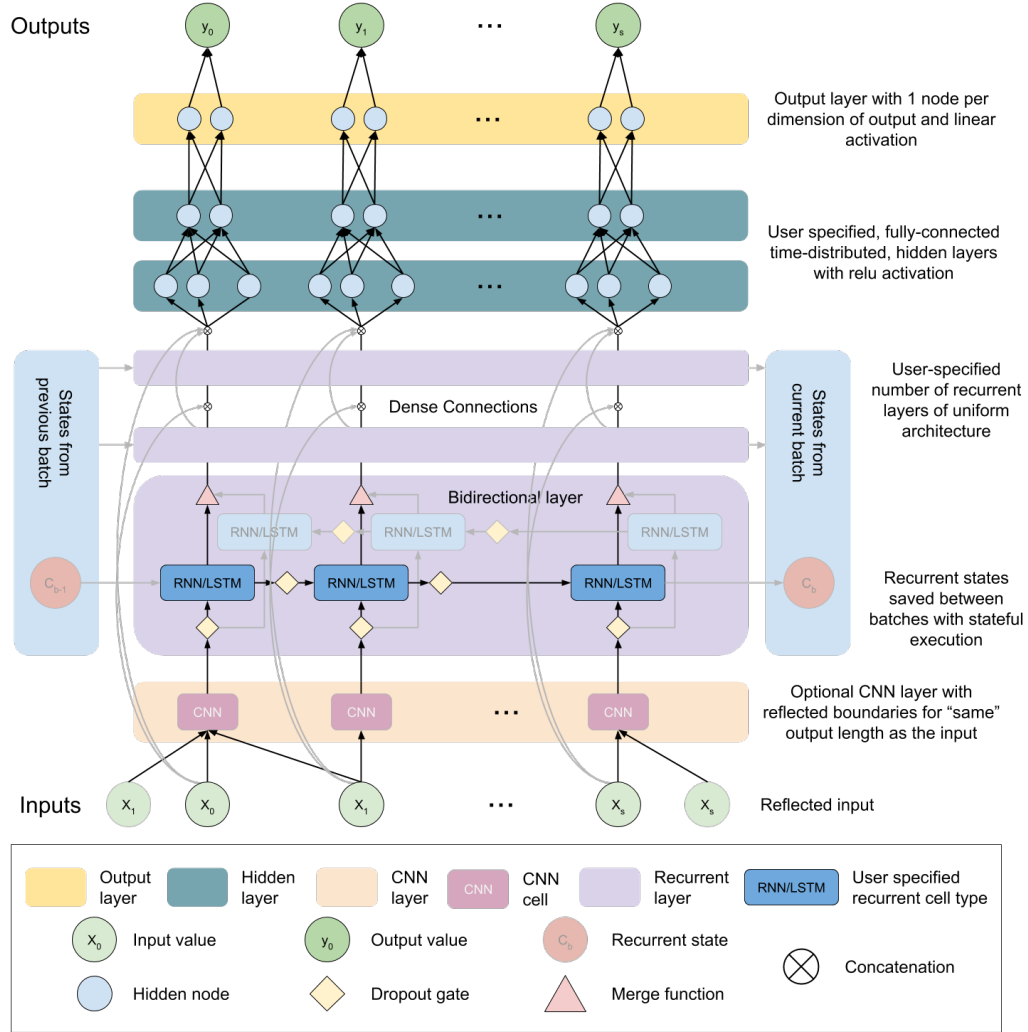 Outputs
y0
y1
...
ys
Output layer with 1 node per
dimension of output and linear
activation
...
...
User specified, fully-connected
time-distributed, hidden layers
with relu activation
...
States from
previous batch
Dense Connections
States from
current batch
User-specified
number of recurrent
layers of uniform
architecture
Bidirectional layer
RNN/LSTM
RNN/LSTM
RNN/LSTM
Cb-1
RNN/LSTM
RNN/LSTM
RNN/LSTM
Cb
Recurrent states
saved between
batches with stateful
execution
CNN
CNN
...
CNN
Optional CNN layer with
reflected boundaries for “same”
output length as the input
Inputs
X1
X0
X1
...
Xs
Xs
Reflected input
Output
layer
Hidden
layer
CNN
layer
CNN
CNN
cell
Recurrent
layer
RNN/LSTM
User specified
recurrent cell type
X0
Input value
y0
Output value
Cb
Recurrent state
Concatenation
Hidden node
Dropout gate
Merge function